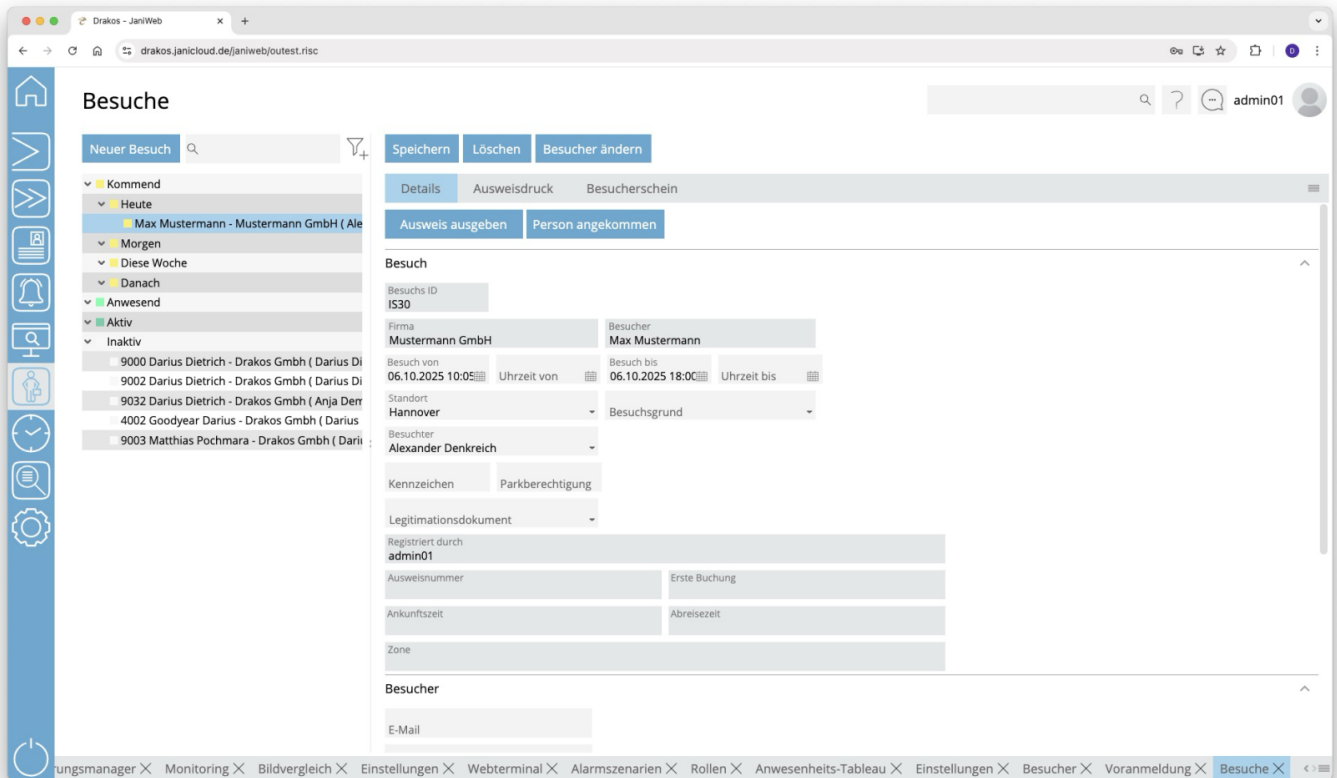 Drakos - JaniWeb
drakos.janicloud.de/janiweb/outest.risc
D
Besuche
admin01
Neuer Besuch
Kommend
Heute
Max Mustermann - Mustermann GmbH ( Ale
Morgen
Diese Woche
Danach
Anwesend
Aktiv
Inaktiv
9000 Darius Dietrich - Drakos Gmbh ( Darius Di
9002 Darius Dietrich - Drakos Gmbh ( Darius Di
9032 Darius Dietrich - Drakos Gmbh ( Anja Dem
4002 Goodyear Darius - Drakos Gmbh ( Darius
9003 Matthias Pochmara - Drakos Gmbh ( Dariu
Speichern Löschen Besucher ändern
Details Ausweisdruck Besucherschein
Ausweis ausgeben Person angekommen
Besuch
Besuchs ID
IS30
Firma Besucher
Mustermann GmbH Max Mustermann
Besuch von Besuch bis
06.10.2025 10:05 Uhrzeit von 06.10.2025 18:00 Uhrzeit bis
Standort
Hannover Besuchsgrund
Besuchter
Alexander Denkreich
Kennzeichen Parkberechtigung
Legitimationsdokument
Registriert durch
admin01
Ausweisnummer Erste Buchung
Ankunftszeit Abreisezeit
Zone
Besucher
E-Mail
rungsmanager Monitoring Bildvergleich Einstellungen Webterminal Alarmszenarien Rollen Anwesenheits-Tableau Einstellungen Besucher Voranmeldung Besuche